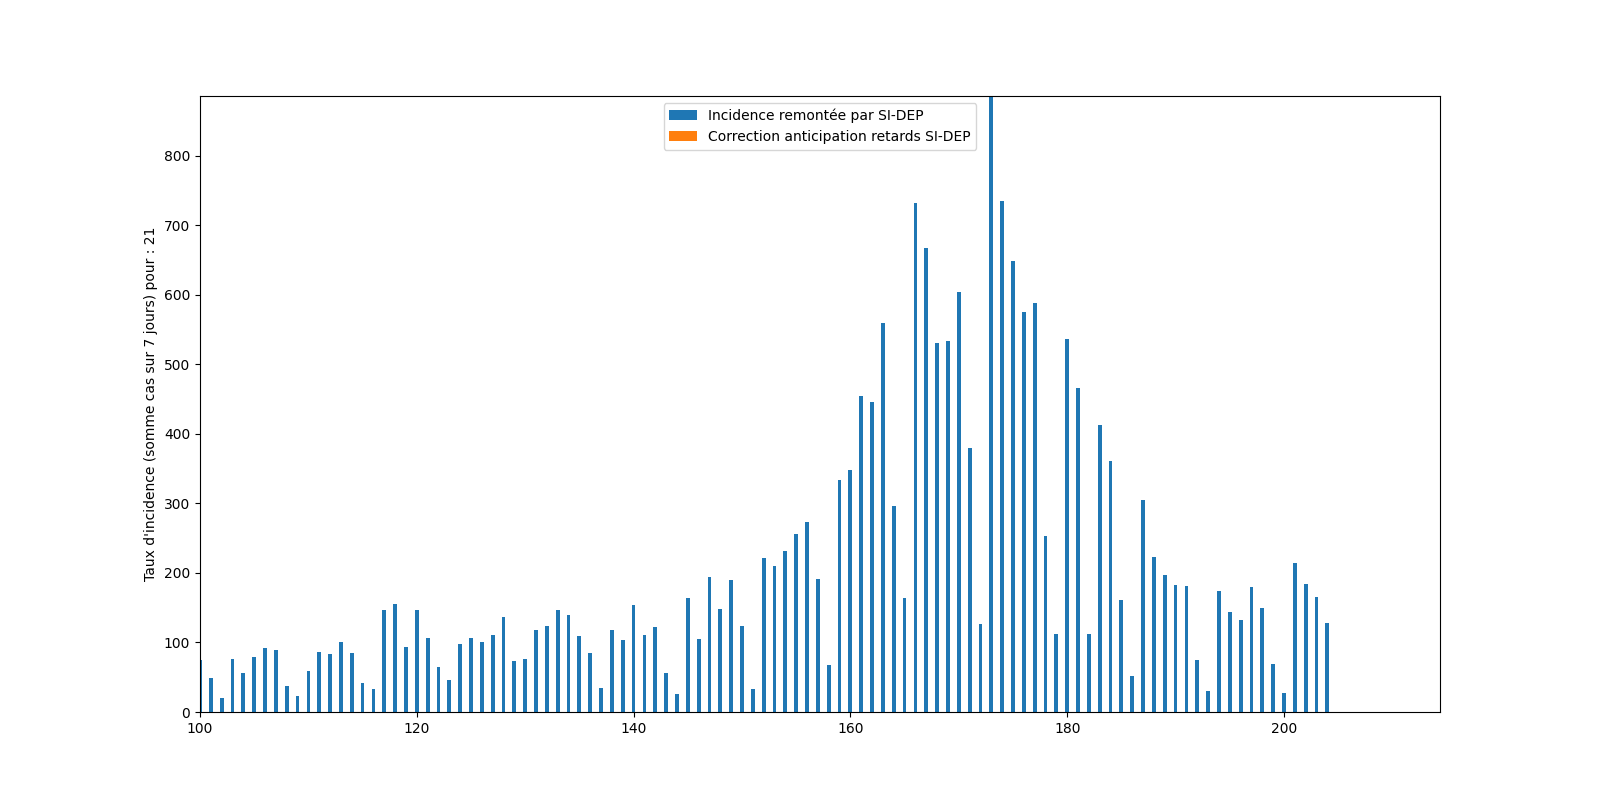 Incidence remontée par SI-DEP
Correction anticipation retards SI-DEP
Taux d'incidence (somme cas sur 7 jours) pour : 21
800
700
600
500
400
300
200
100
0
100 120 140 160 180 200